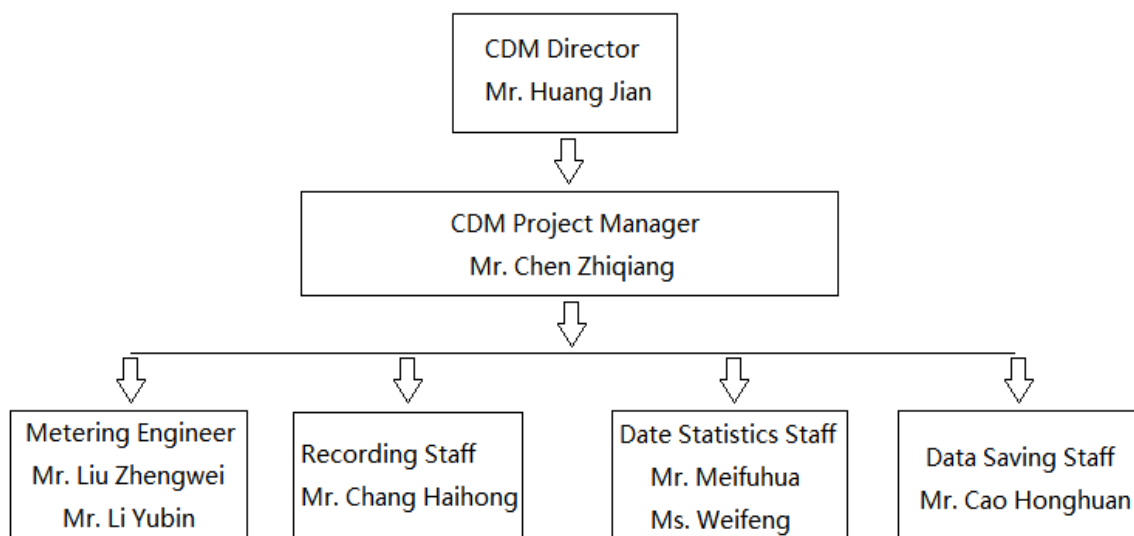 CDM Director
Mr. Huang Jian
CDM Project Manager
Mr. Chen Zhiqiang
Metering Engineer
Mr. Liu Zhengwei
Mr. Li Yubin
Recording Staff
Mr. Chang Haihong
Date Statistics Staff
Mr. Meifuhua
Ms. Weifeng
Data Saving Staff
Mr. Cao Honghuan